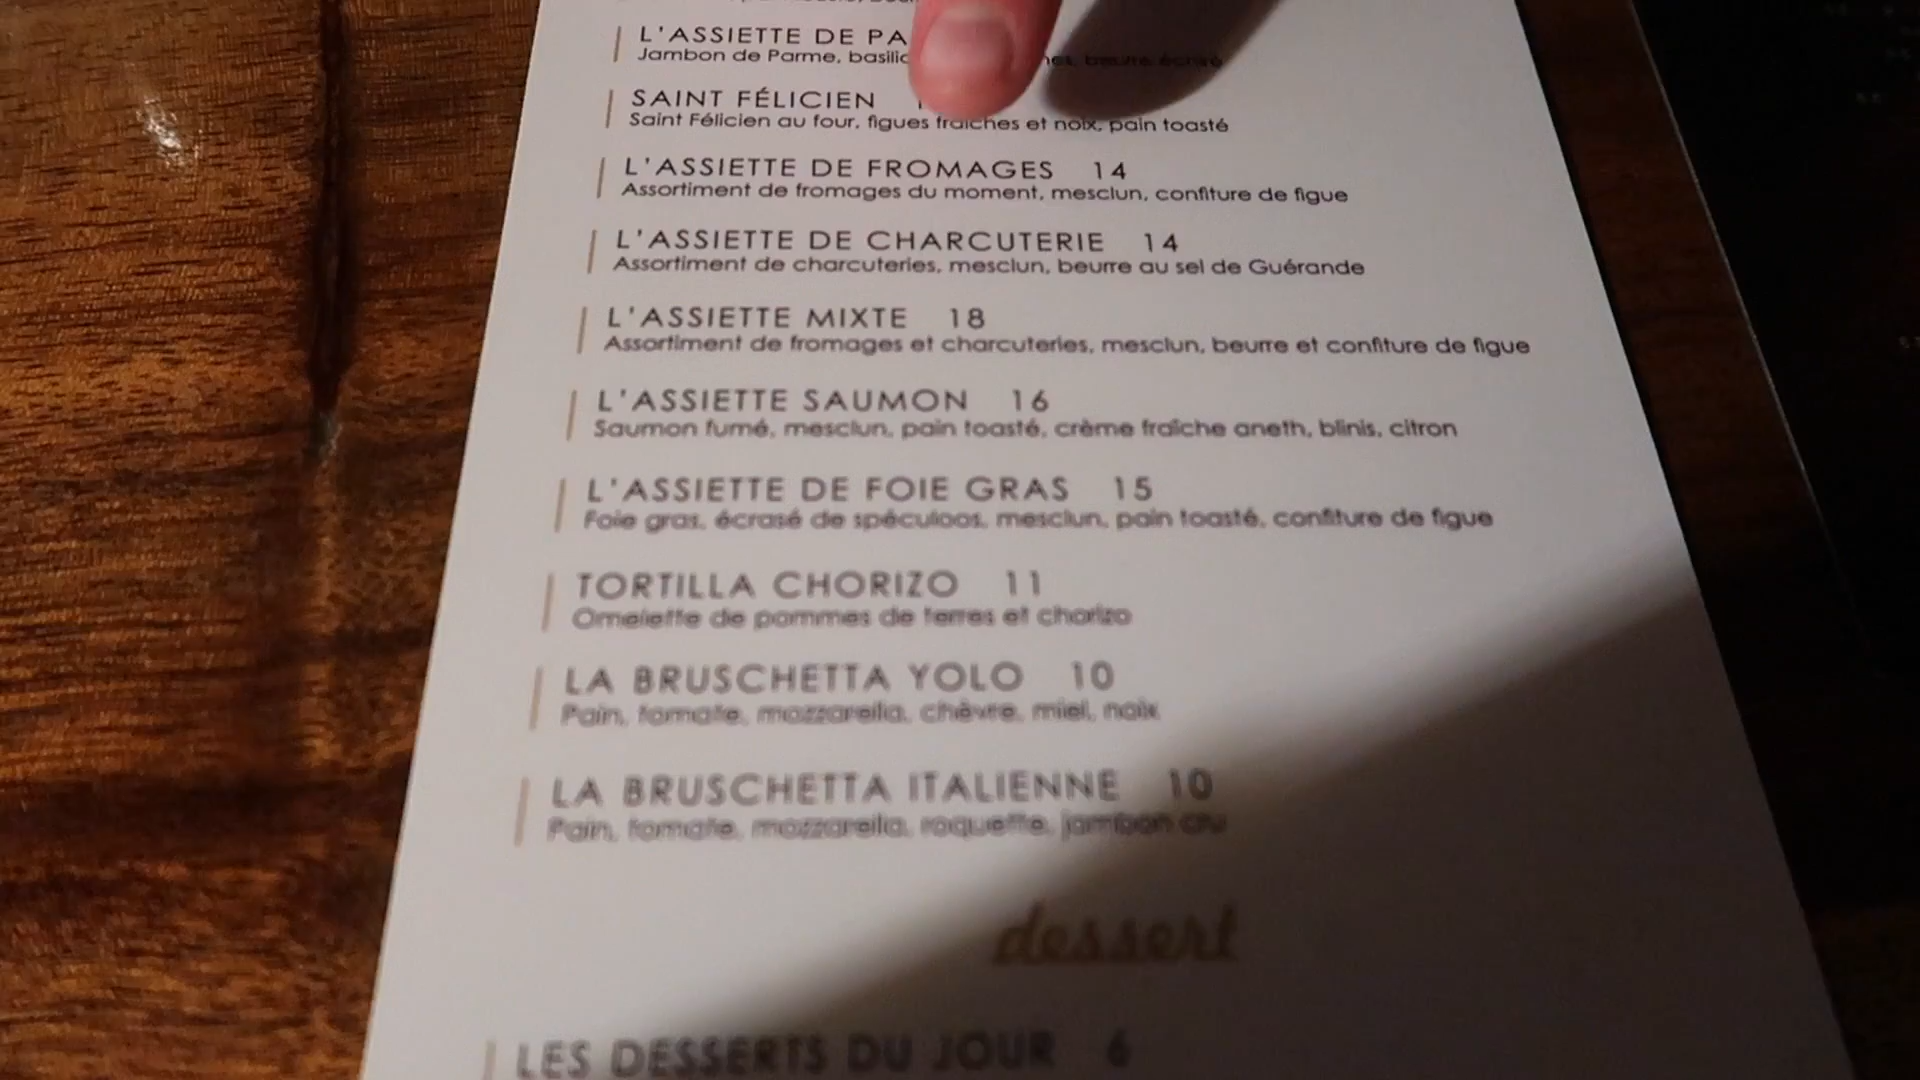 L'ASSIETTE DE PA
Jambon de Parme, basilic
SAINT FÉLICIEN
Saint Félicien au four, figues fraîches et noix, pain toasté
L'ASSIETTE DE FROMAGES 14
Assortiment de fromages du moment, mesclun, confiture de figue
L'ASSIETTE DE CHARCUTERIE 14
Assortiment de charcuteries, mesclun, beurre au sel de Guérande
L'ASSIETTE MIXTE 18
Assortiment de fromages et charcuteries, mesclun, beurre et confiture de figue
L'ASSIETTE SAUMON 16
Saumon fumé, mesclun, pain toasté, crème fraîche aneth, blinis, citron
L'ASSIETTE DE FOIE GRAS 15
Foie gras, écrasé de spéculoos, mesclun, pain toasté, confiture de figue
TORTILLA CHORIZO 11
Omelette de pommes de terres et chorizo
LA BRUSCHETTA YOLO 10
Pain, tomate, mozzarella, chèvre, miel, noix
LA BRUSCHETTA ITALIENNE 10
Pain, tomate, mozzarella, roquette, jambon cru
dessert
LES DESSERTS DU JOUR 6